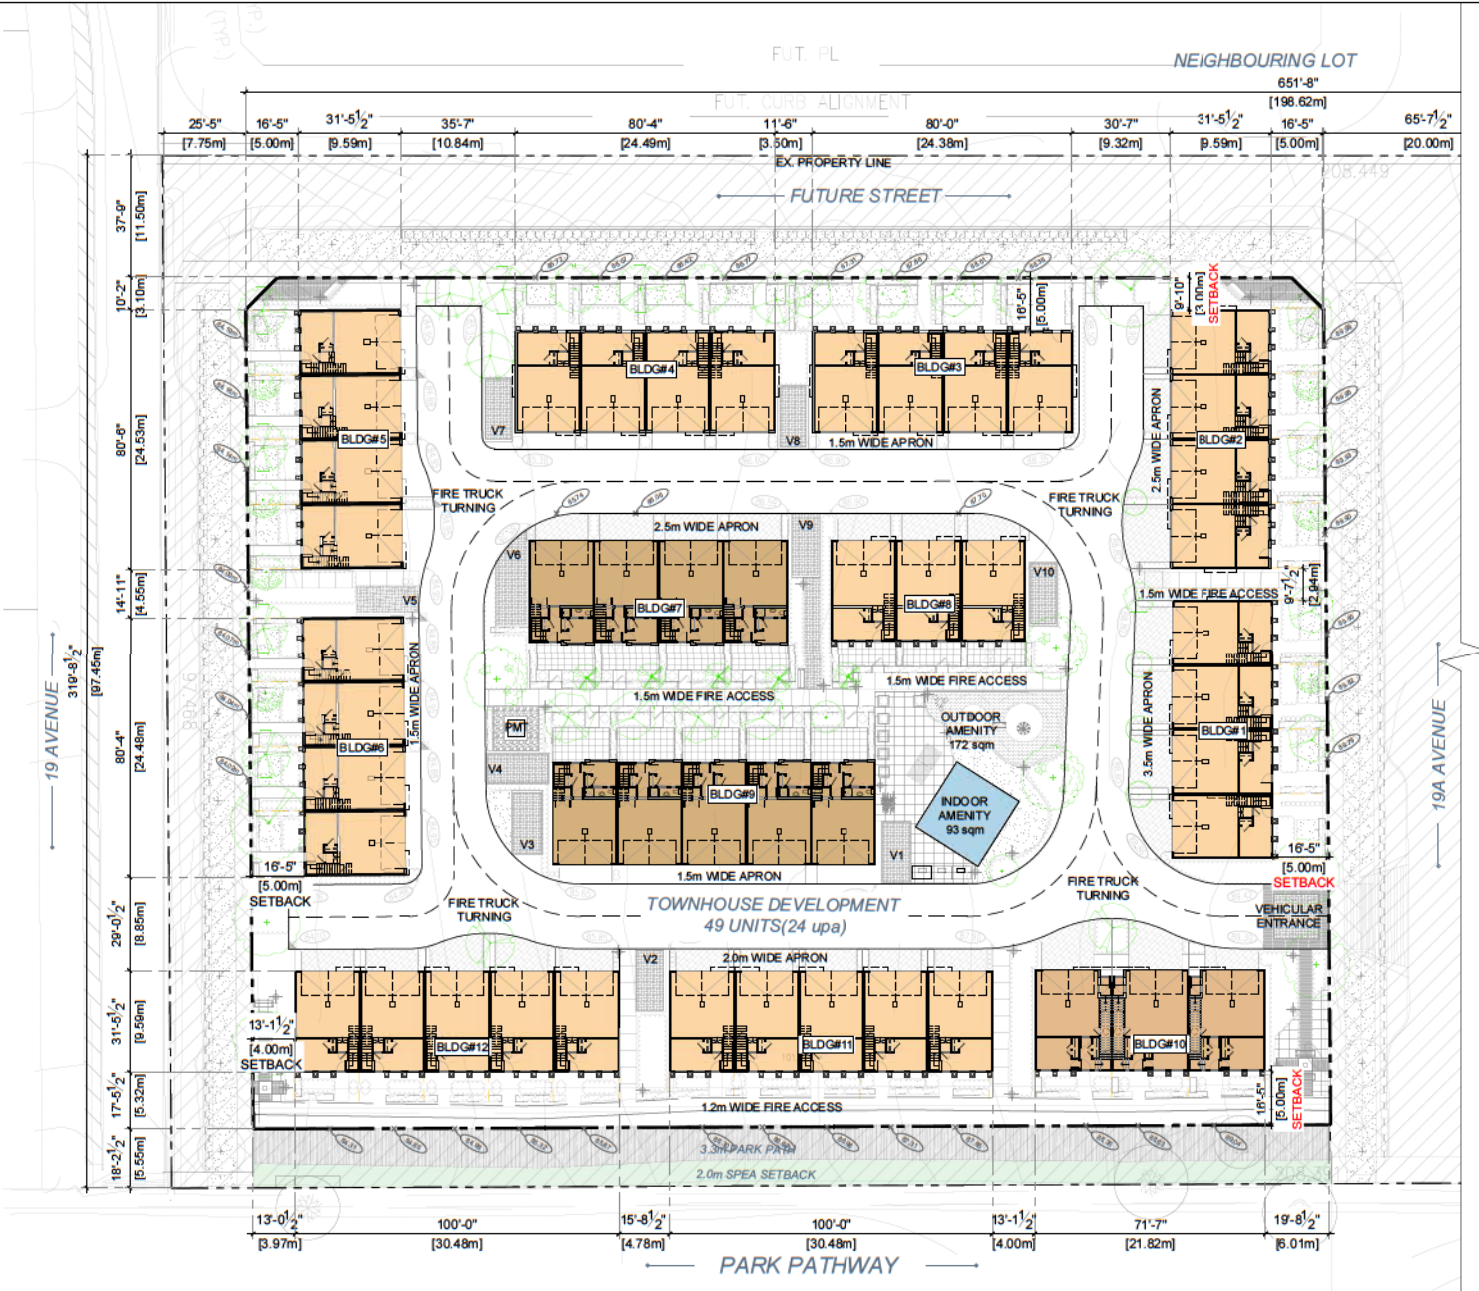 FUT. PL
NEIGHBOURING LOT
651'-8"
[198.62m]
FUT. CURB ALIGNMENT
25'-5"
[7.75m]
16'-5"
[5.00m]
31'-5½"
[9.59m]
35'-7"
[10.84m]
80'-4"
[24.49m]
11'-6"
[3.50m]
80'-0"
[24.38m]
30'-7"
[9.32m]
31'-5½"
[9.59m]
16'-5"
[5.00m]
65'-7½"
[20.00m]
EX. PROPERTY LINE
FUTURE STREET
37'-9"
[11.50m]
10'-2"
[3.10m]
80'-6"
[24.53m]
14'-11"
[4.55m]
319'-8½"
[97.45m]
80'-4"
[24.48m]
29'-0½"
[8.85m]
31'-5½"
[9.59m]
17'-5½"
[5.32m]
18'-2½"
[5.55m]
19 AVENUE
19A AVENUE
16'-5"
[5.00m]
9'-10"
[3.00m]
SETBACK
BLDG#4
BLDG#3
BLDG#5
BLDG#2
V7
V8
1.5m WIDE APRON
2.5m WIDE APRON
FIRE TRUCK
TURNING
FIRE TRUCK
TURNING
2.5m WIDE APRON
V9
V6
V10
V5
BLDG#7
BLDG#8
9'-7½"
[2.94m]
1.5m WIDE FIRE ACCESS
1.5m WIDE FIRE ACCESS
1.5m WIDE FIRE ACCESS
1.5m WIDE APRON
3.5m WIDE APRON
PMT
OUTDOOR
AMENITY
172 sqm
BLDG#6
BLDG#1
V4
BLDG#9
INDOOR
AMENITY
93 sqm
V3
V1
1.5m WIDE APRON
16'-5"
[5.00m]
SETBACK
16'-5"
[5.00m]
SETBACK
FIRE TRUCK
TURNING
FIRE TRUCK
TURNING
TOWNHOUSE DEVELOPMENT
49 UNITS(24 upa)
VEHICULAR
ENTRANCE
V2
2.0m WIDE APRON
13'-1½"
[4.00m]
SETBACK
BLDG#12
BLDG#11
BLDG#10
16'-5"
[5.00m]
SETBACK
1.2m WIDE FIRE ACCESS
3.3m PARK PATH
2.0m SPEA SETBACK
13'-0½"
[3.97m]
100'-0"
[30.48m]
15'-8½"
[4.78m]
100'-0"
[30.48m]
13'-1½"
[4.00m]
71'-7"
[21.82m]
19'-8½"
[6.01m]
PARK PATHWAY